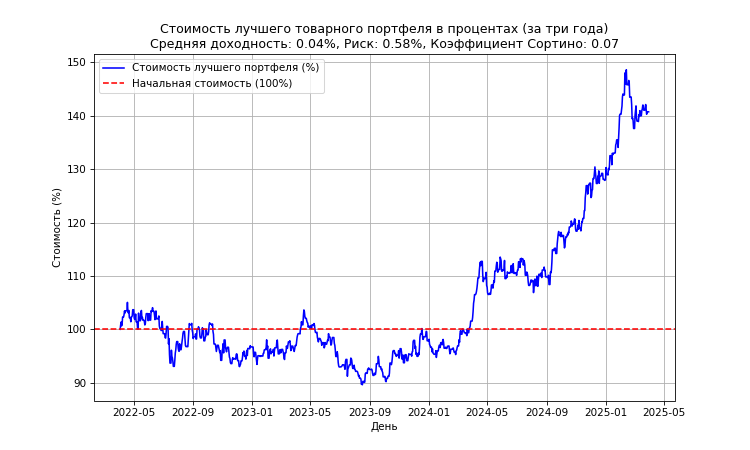 Стоимость лучшего товарного портфеля в процентах (за три года)
Средняя доходность: 0.04%, Риск: 0.58%, Коэффициент Сортино: 0.07
Стоимость лучшего портфеля (%)
Начальная стоимость (100%)
150
140
130
120
110
100
90
Стоимость (%)
2022-05 2022-09 2023-01 2023-05 2023-09 2024-01 2024-05 2024-09 2025-01 2025-05
День